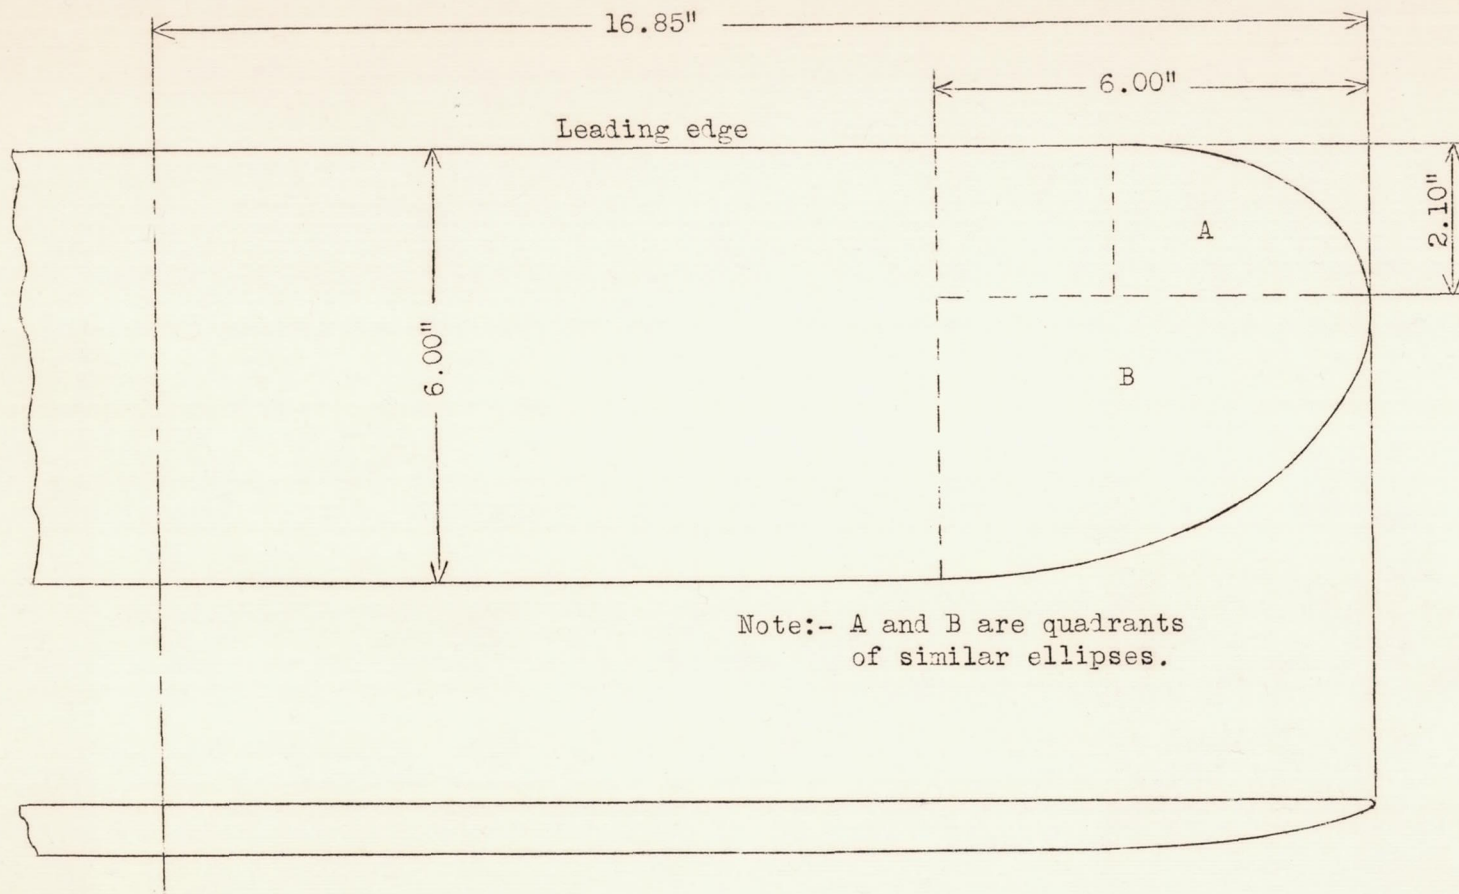 16.85"
6.00"
Leading edge
2.10"
A
6.00"
B
Note:- A and B are quadrants
of similar ellipses.